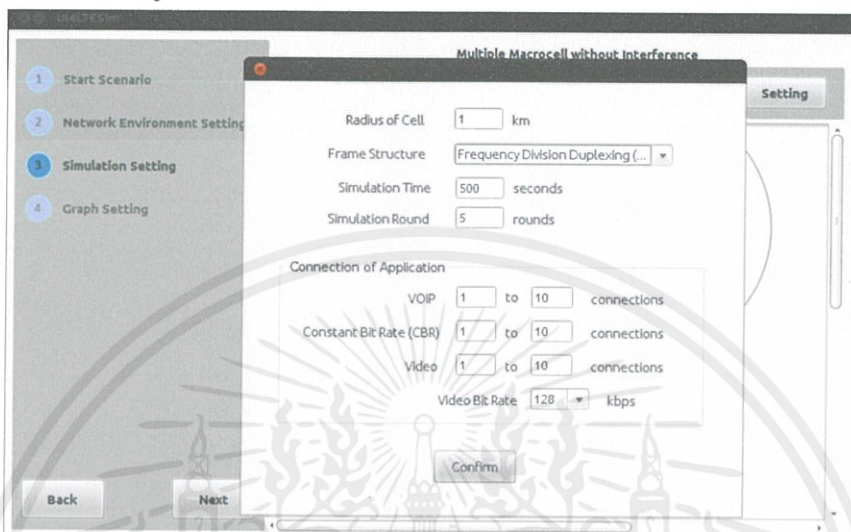 UI4LTESim
Multiple Macrocell without Interference
1 Start Scenario
2 Network Environment Setting
3 Simulation Setting
4 Graph Setting
Setting
Radius of Cell 1 km
Frame Structure Frequency Division Duplexing (...
Simulation Time 500 seconds
Simulation Round 5 rounds
Connection of Application
VOIP 1 to 10 connections
Constant Bit Rate (CBR) 1 to 10 connections
Video 1 to 10 connections
Video Bit Rate 128 kbps
Confirm
Back
Next